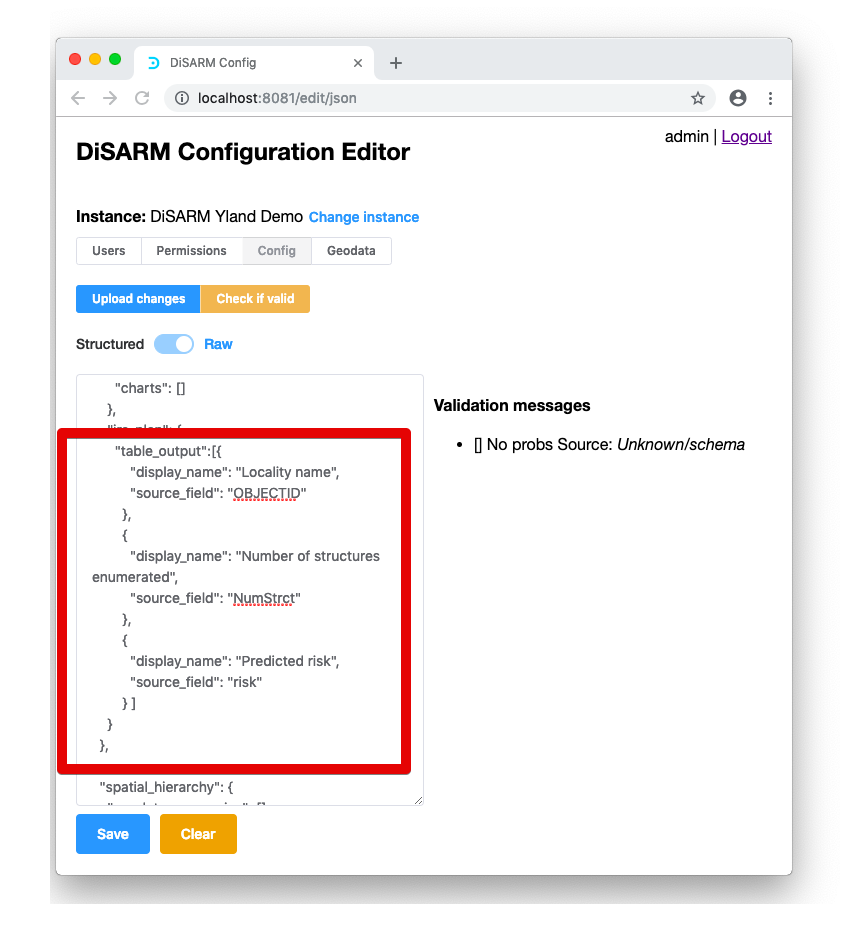 DiSARM Config
localhost:8081/edit/json
admin | Logout
DiSARM Configuration Editor
Instance: DiSARM Yland Demo Change instance
Users Permissions Config Geodata
Upload changes Check if valid
Structured Raw
"charts": []
},
Validation messages
[] No probs Source: Unknown/schema
"table_output":[{
"display_name": "Locality name",
"source_field": "OBJECTID"
},
{
"display_name": "Number of structures
enumerated",
"source_field": "NumStrct"
},
{
"display_name": "Predicted risk",
"source_field": "risk"
} ]
}
},
"spatial_hierarchy": {
Save Clear